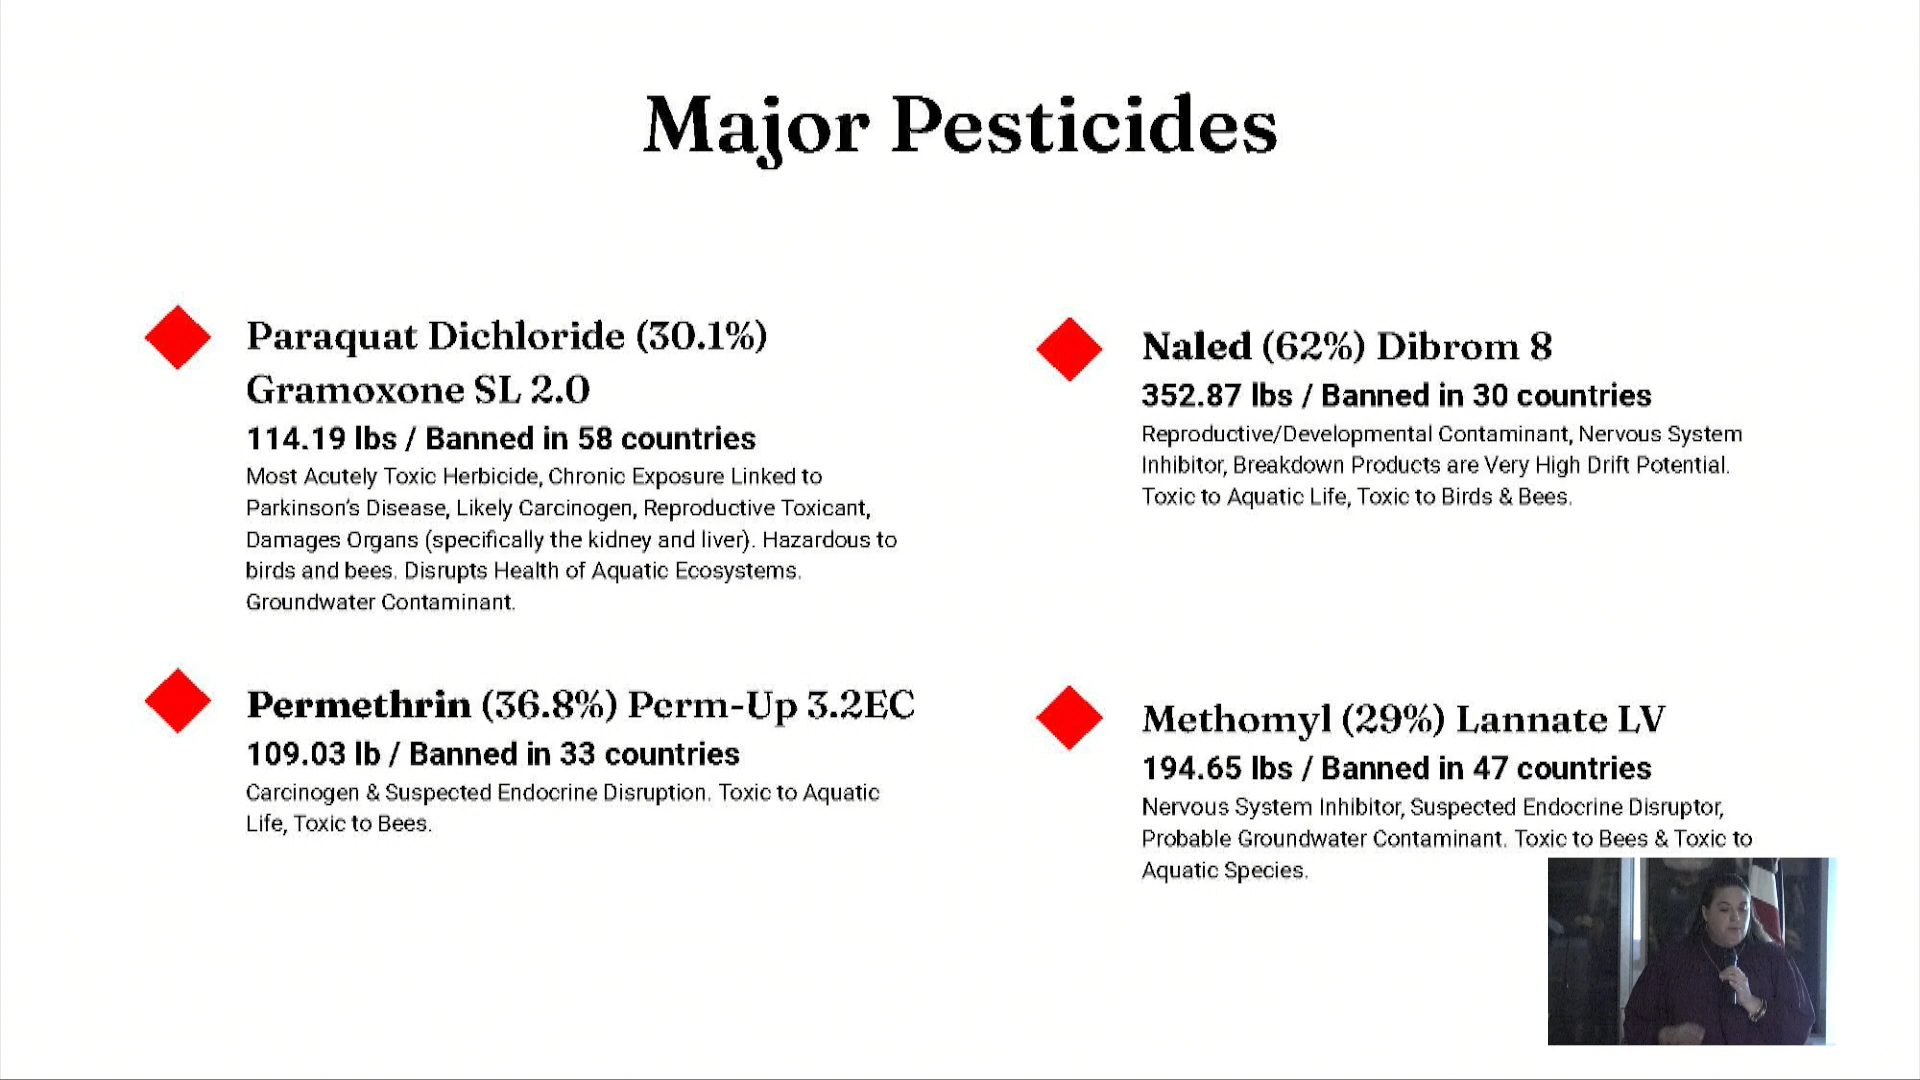 Major Pesticides
Paraquat Dichloride (30.1%)
Gramoxone SL 2.0
114.19 lbs / Banned in 58 countries
Most Acutely Toxic Herbicide, Chronic Exposure Linked to
Parkinson's Disease, Likely Carcinogen, Reproductive Toxicant,
Damages Organs (specifically the kidney and liver). Hazardous to
birds and bees. Disrupts Health of Aquatic Ecosystems.
Groundwater Contaminant.
Naled (62%) Dibrom 8
352.87 lbs / Banned in 30 countries
Reproductive/Developmental Contaminant, Nervous System
Inhibitor, Breakdown Products are Very High Drift Potential.
Toxic to Aquatic Life, Toxic to Birds & Bees.
Permethrin (36.8%) Perm-Up 3.2EC
109.03 lb / Banned in 33 countries
Carcinogen & Suspected Endocrine Disruption. Toxic to Aquatic
Life, Toxic to Bees.
Methomyl (29%) Lannate LV
194.65 lbs / Banned in 47 countries
Nervous System Inhibitor, Suspected Endocrine Disruptor,
Probable Groundwater Contaminant. Toxic to Bees & Toxic to
Aquatic Species.